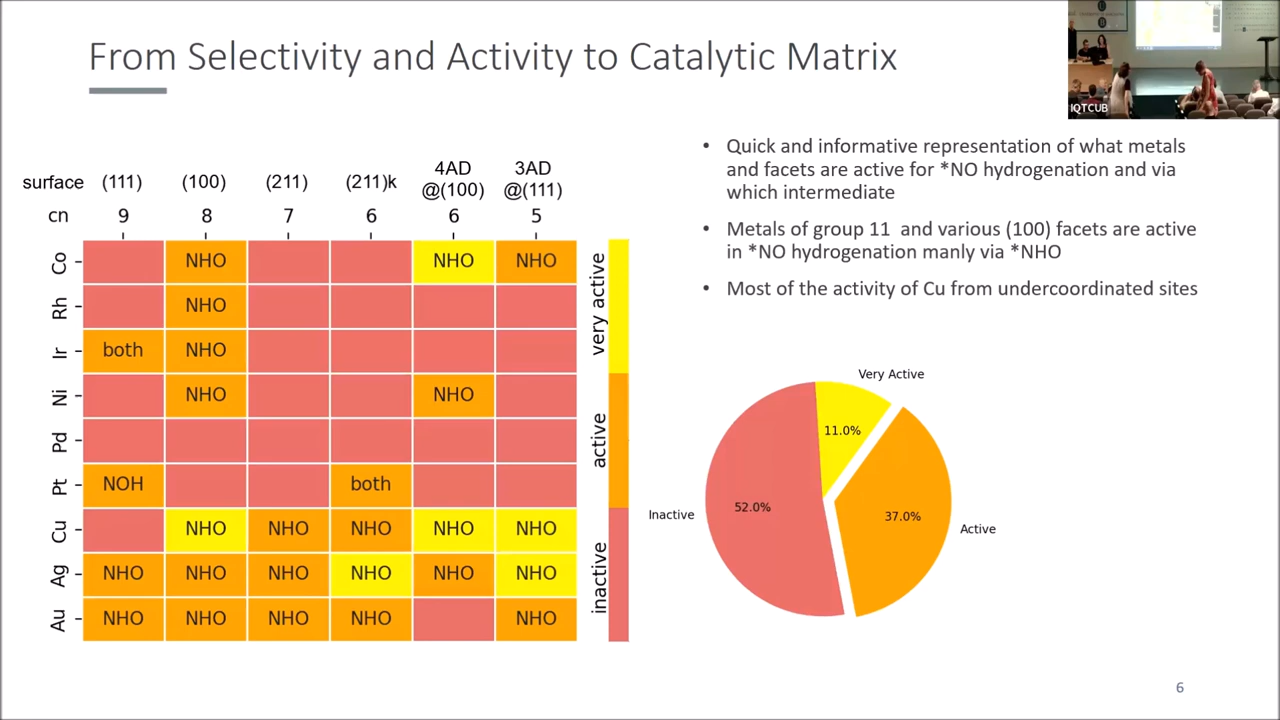 From Selectivity and Activity to Catalytic Matrix
IQTCUB
surface (111) (100) (211) (211)k 4AD @(100) 3AD @(111)
cn 9 8 7 6 6 5
Co NHO NHO NHO
Rh NHO
Ir both NHO
Ni NHO NHO
Pd
Pt NOH both
Cu NHO NHO NHO NHO NHO
Ag NHO NHO NHO NHO NHO NHO
Au NHO NHO NHO NHO NHO
very active
active
inactive
• Quick and informative representation of what metals
and facets are active for *NO hydrogenation and via
which intermediate
• Metals of group 11 and various (100) facets are active
in *NO hydrogenation manly via *NHO
• Most of the activity of Cu from undercoordinated sites
Very Active
11.0%
Inactive
52.0%
37.0%
Active
6